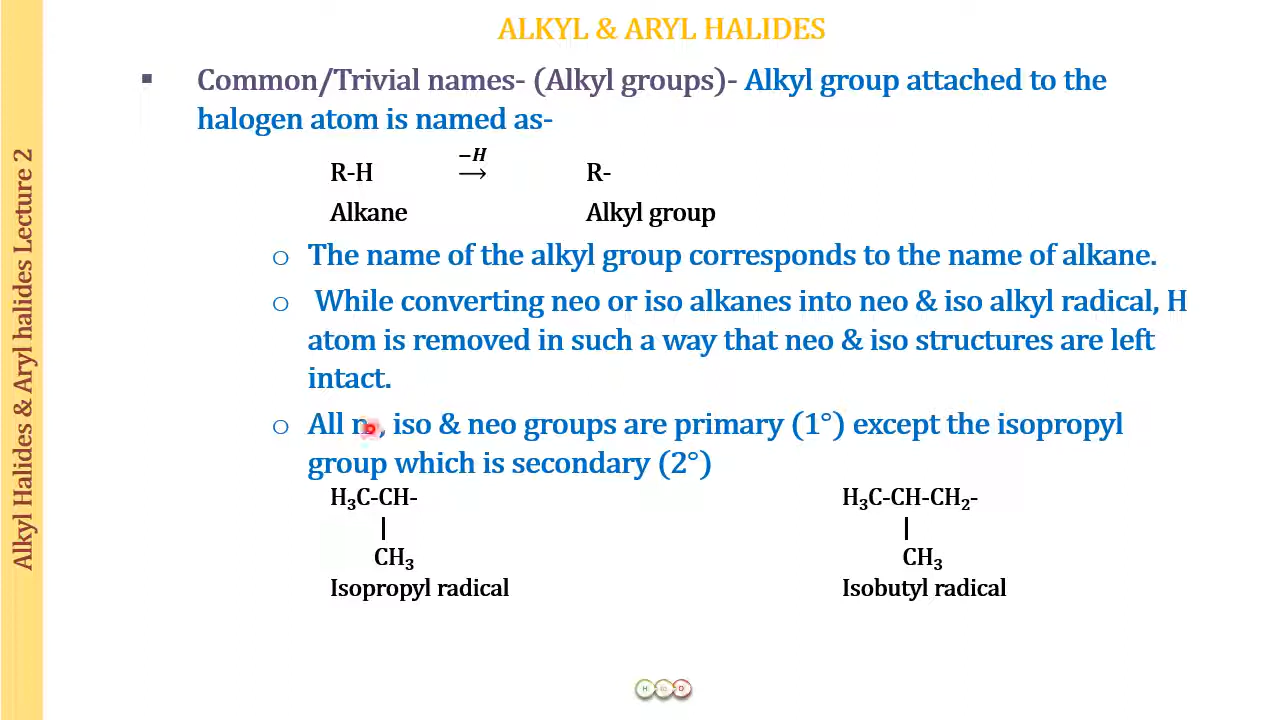 ALKYL & ARYL HALIDES
Common/Trivial names- (Alkyl groups)- Alkyl group attached to the
halogen atom is named as-
R-H −H → R-
Alkane Alkyl group
The name of the alkyl group corresponds to the name of alkane.
While converting neo or iso alkanes into neo & iso alkyl radical, H
atom is removed in such a way that neo & iso structures are left
intact.
All , iso & neo groups are primary (1°) except the isopropyl
group which is secondary (2°)
H₃C-CH- H₃C-CH-CH₂-
| |
CH₃ CH₃
Isopropyl radical Isobutyl radical
Alkyl Halides & Aryl halides Lecture 2